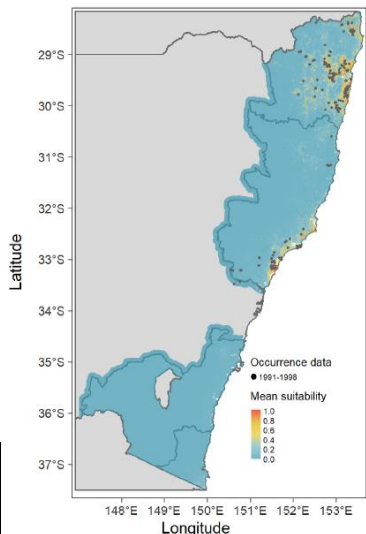 29°S
30°S
31°S
32°S
33°S
34°S
35°S
36°S
37°S
Latitude
Occurrence data
1991-1998
Mean suitability
1.0
0.8
0.6
0.4
0.2
0.0
148°E 149°E 150°E 151°E 152°E 153°E
Longitude